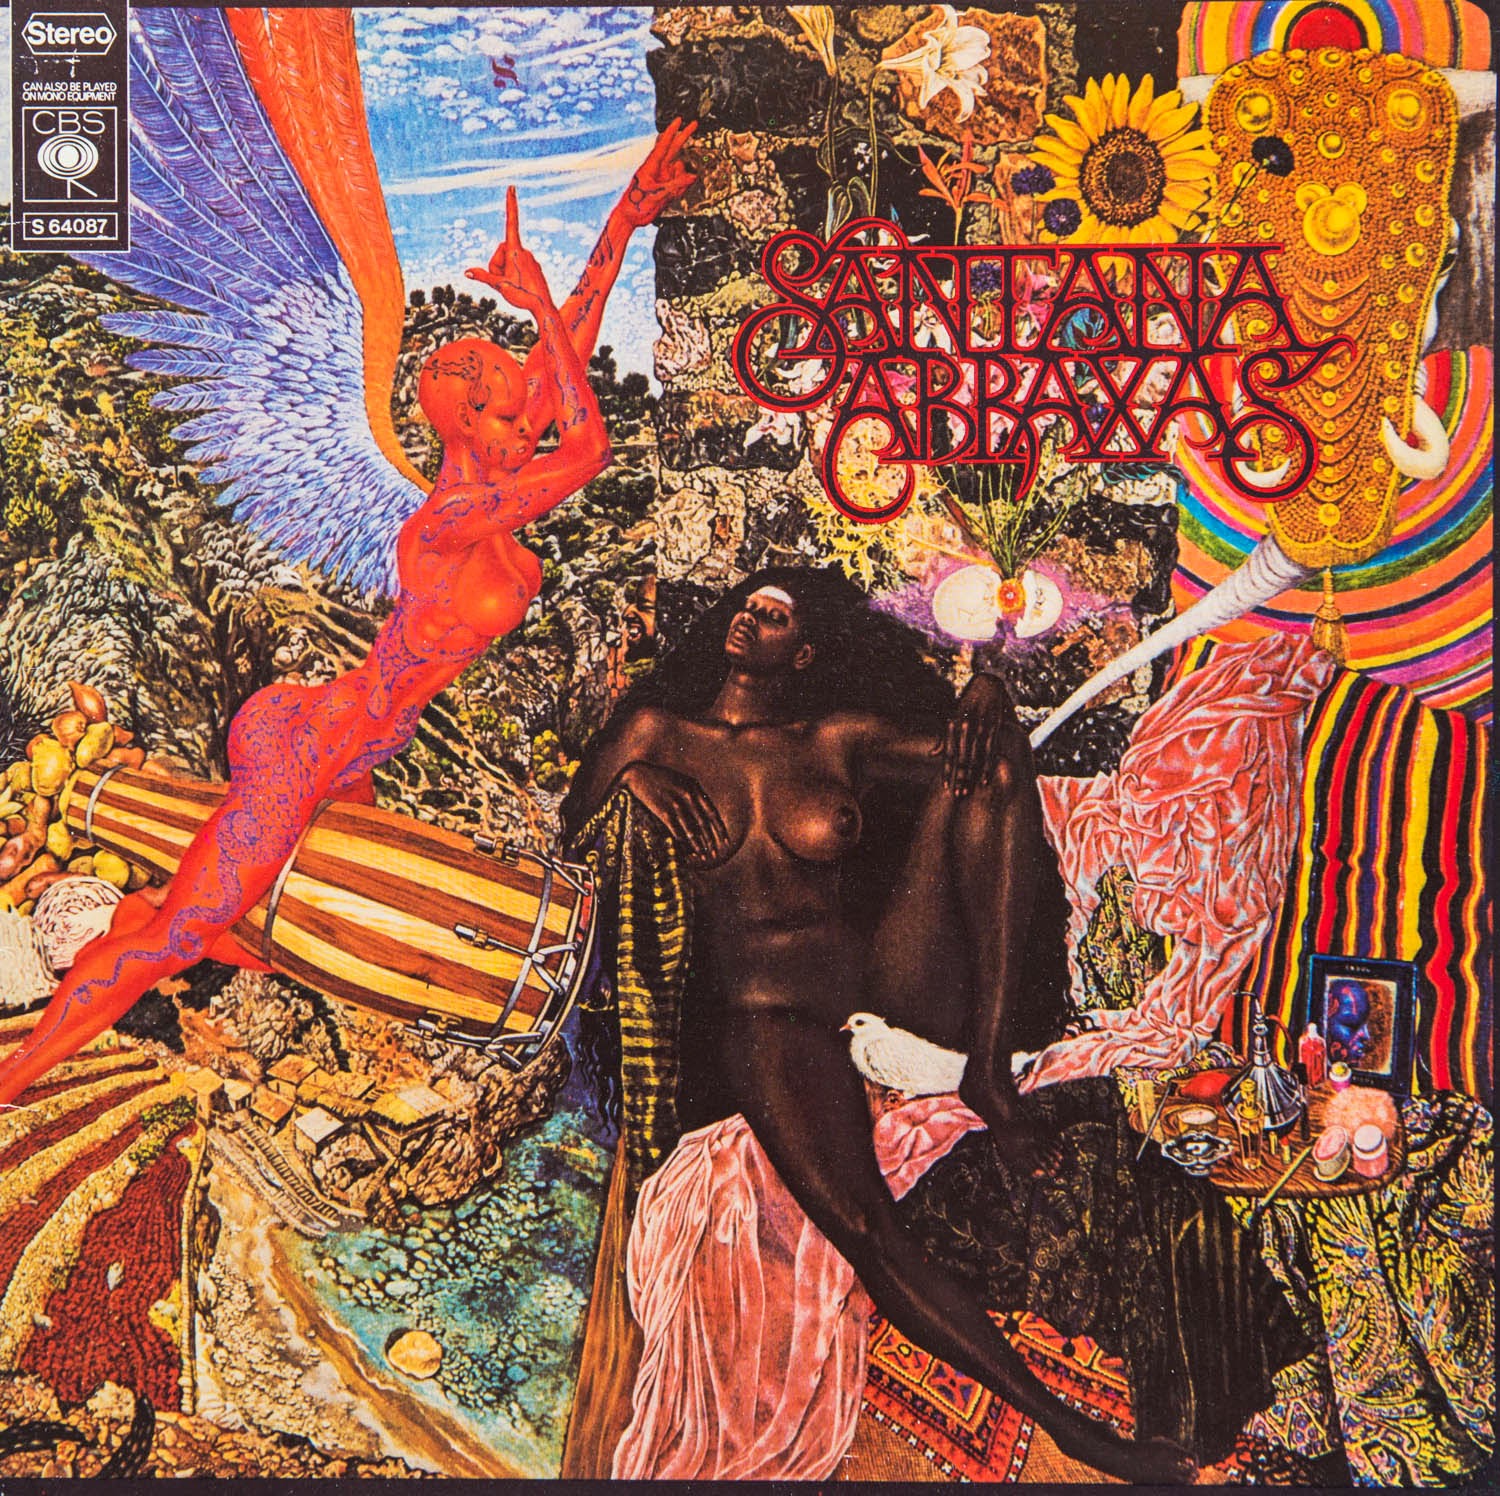 Stereo
CAN ALSO BE PLAYED
ON MONO EQUIPMENT
CBS
S 64087
SANTANA
ABRAXAS